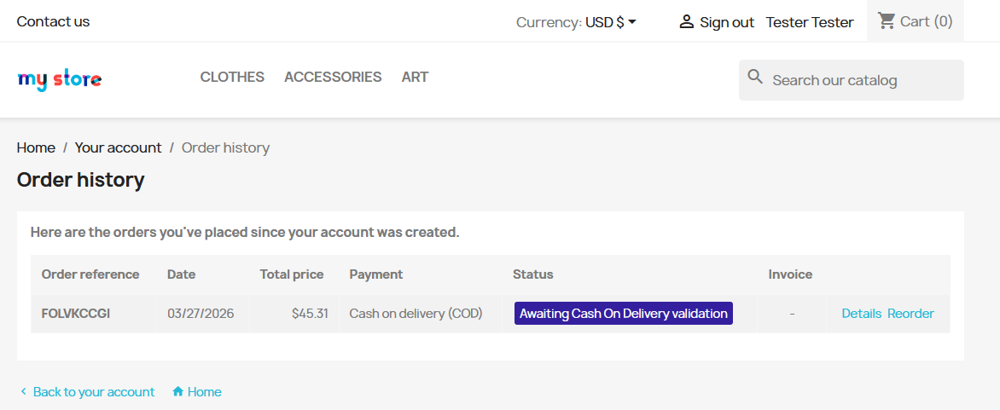 Contact us Currency: USD $ Sign out Tester Tester Cart (0)
my store CLOTHES ACCESSORIES ART Search our catalog
Home / Your account / Order history
Order history
Here are the orders you've placed since your account was created.
Order reference Date Total price Payment Status Invoice
FOLVKCCGI 03/27/2026 $45.31 Cash on delivery (COD) Awaiting Cash On Delivery validation - Details Reorder
Back to your account Home